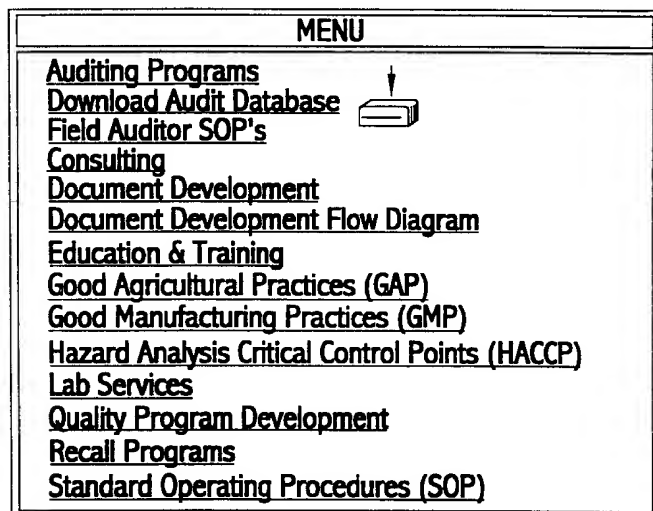 MENU
Auditing Programs
Download Audit Database
Field Auditor SOP's
Consulting
Document Development
Document Development Flow Diagram
Education & Training
Good Agricultural Practices (GAP)
Good Manufacturing Practices (GMP)
Hazard Analysis Critical Control Points (HACCP)
Lab Services
Quality Program Development
Recall Programs
Standard Operating Procedures (SOP)